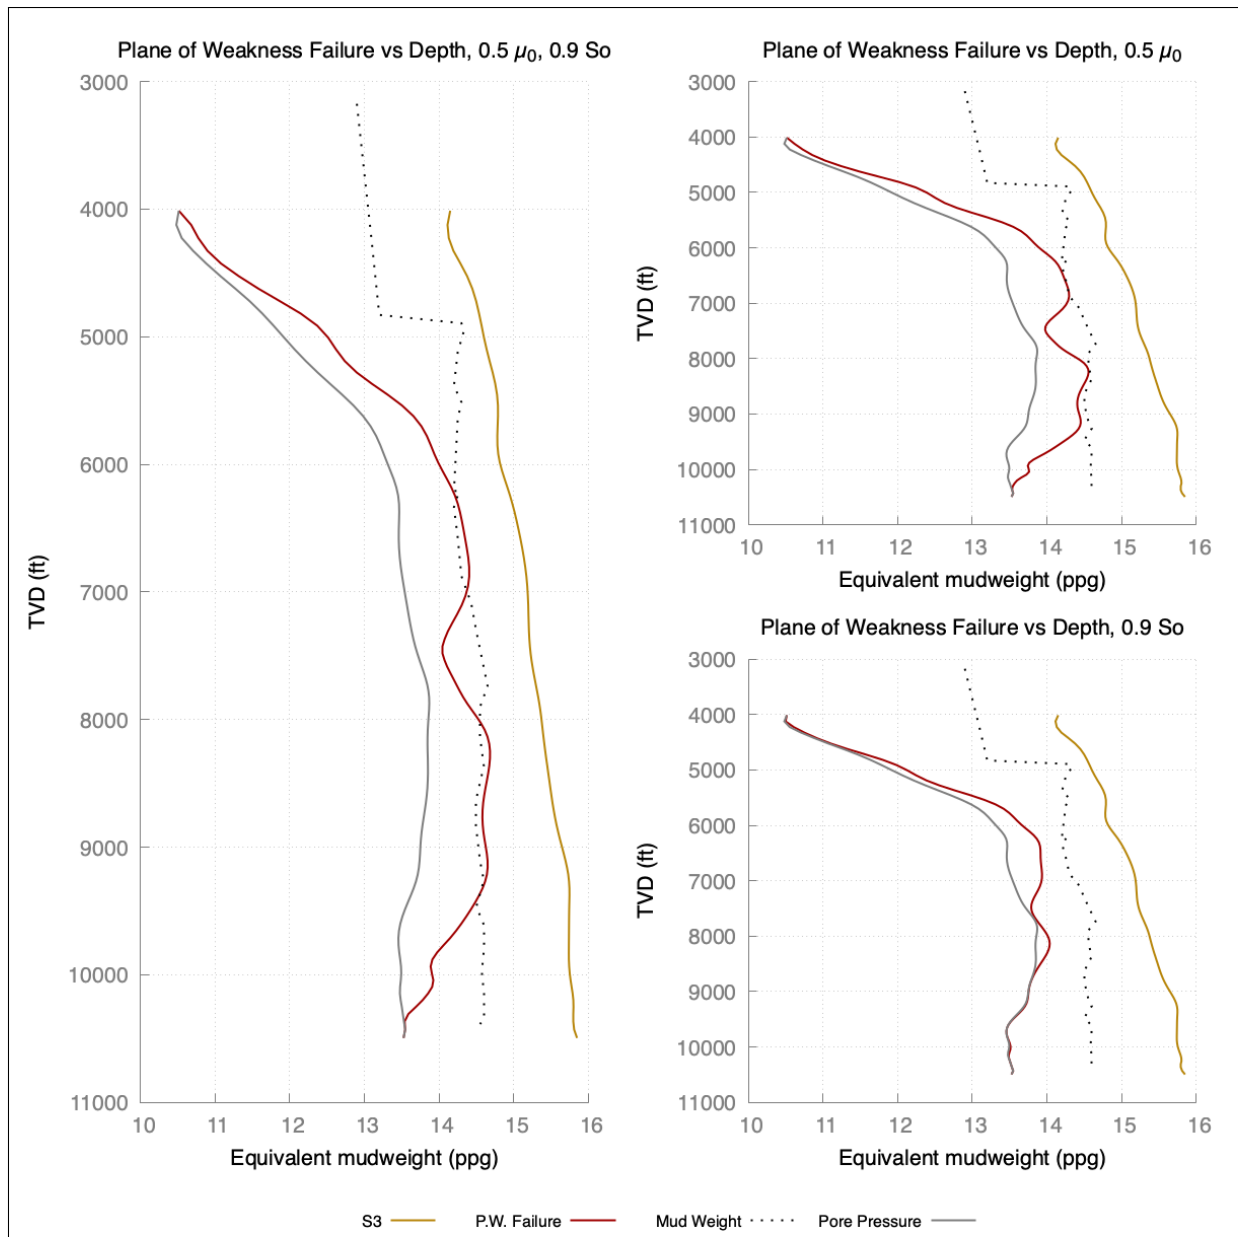 Plane of Weakness Failure vs Depth, 0.5 μ₀, 0.9 So
3000
4000
5000
6000
7000
8000
9000
10000
11000
TVD (ft)
10 11 12 13 14 15 16
Equivalent mudweight (ppg)
Plane of Weakness Failure vs Depth, 0.5 μ₀
3000
4000
5000
6000
7000
8000
9000
10000
11000
TVD (ft)
10 11 12 13 14 15 16
Equivalent mudweight (ppg)
Plane of Weakness Failure vs Depth, 0.9 So
3000
4000
5000
6000
7000
8000
9000
10000
11000
TVD (ft)
10 11 12 13 14 15 16
Equivalent mudweight (ppg)
S3 P.W. Failure Mud Weight Pore Pressure